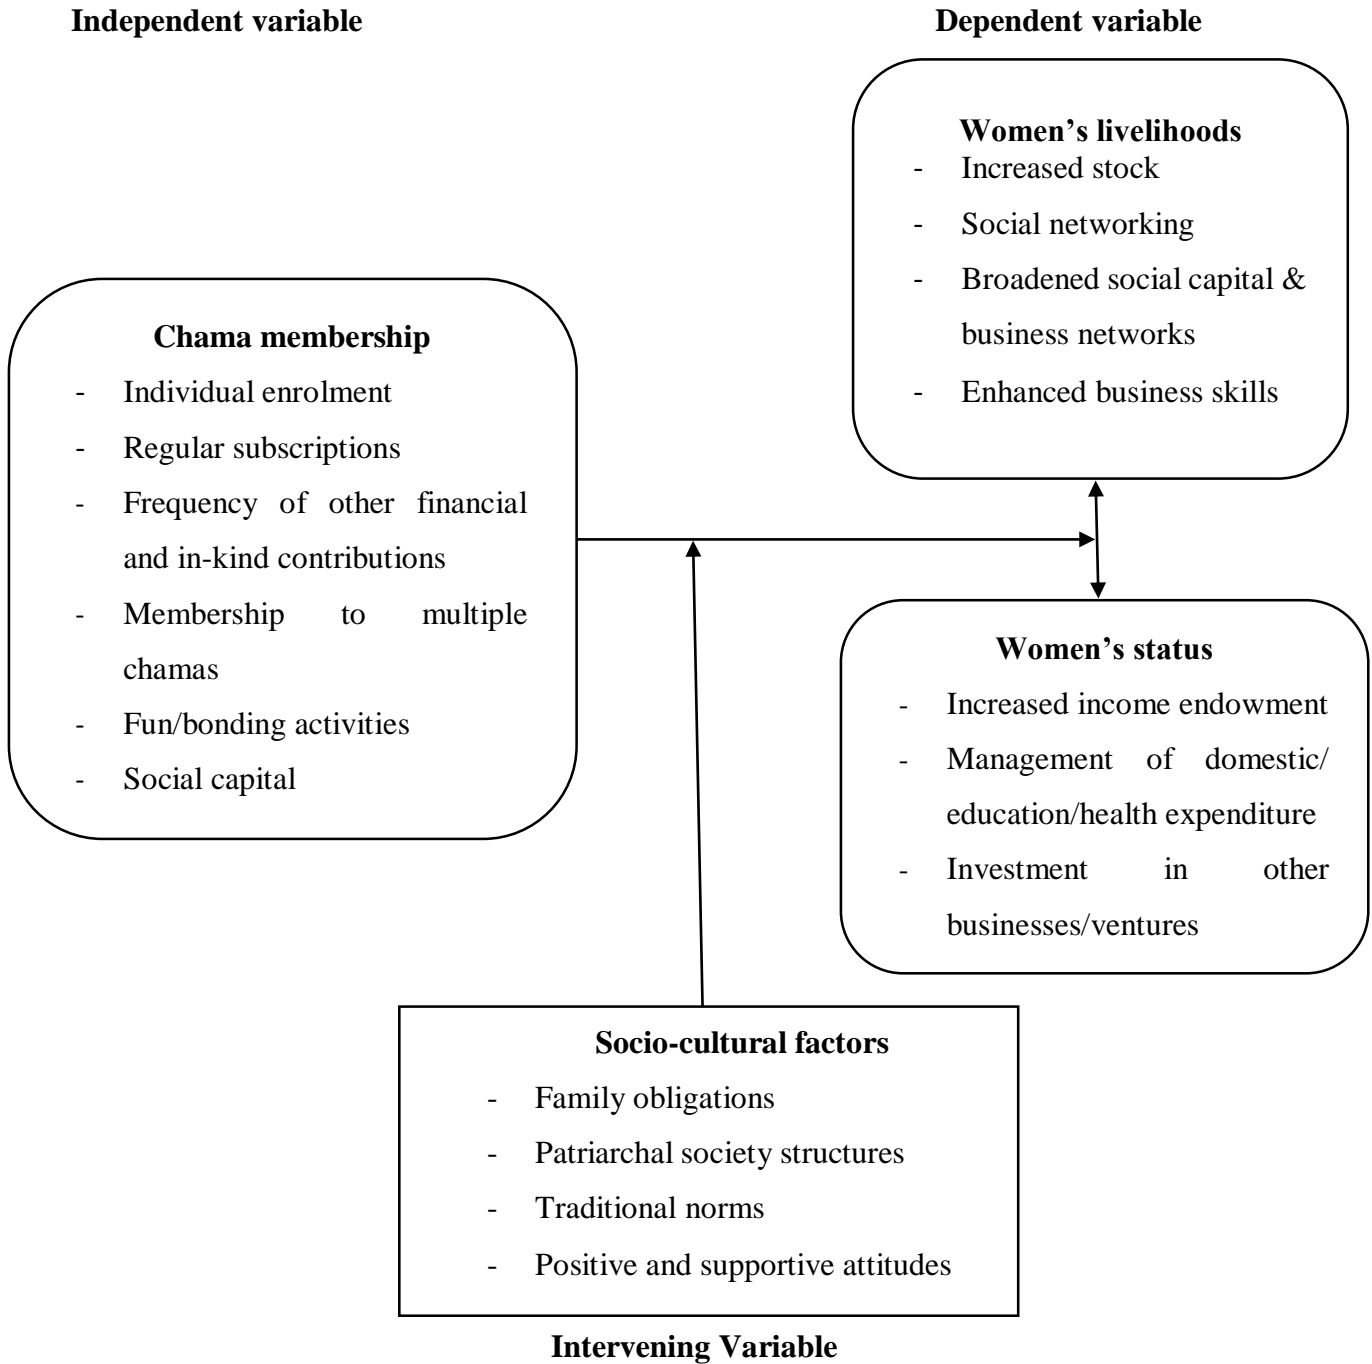 Independent variable
Dependent variable
Women’s livelihoods
- Increased stock
- Social networking
- Broadened social capital &
business networks
- Enhanced business skills
Chama membership
- Individual enrolment
- Regular subscriptions
- Frequency of other financial
and in-kind contributions
- Membership to multiple
chamas
- Fun/bonding activities
- Social capital
Women’s status
- Increased income endowment
- Management of domestic/
education/health expenditure
- Investment in other
businesses/ventures
Socio-cultural factors
- Family obligations
- Patriarchal society structures
- Traditional norms
- Positive and supportive attitudes
Intervening Variable